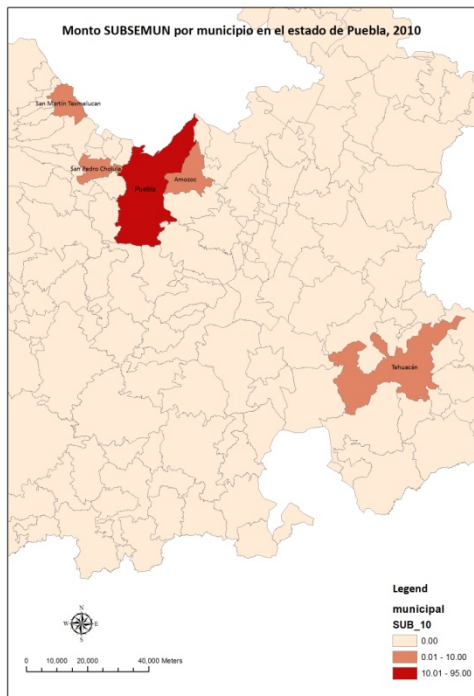 Monto SUBSEMUN por municipio en el estado de Puebla, 2010
San Martín Texmelucan
San Pedro Cholula
Puebla
Amozoc
Tehuacán
Legend
municipal
SUB_10
0.00
0.01 - 10.00
10.01 - 95.00
N
W E
S
0 10,000 20,000 40,000 Meters